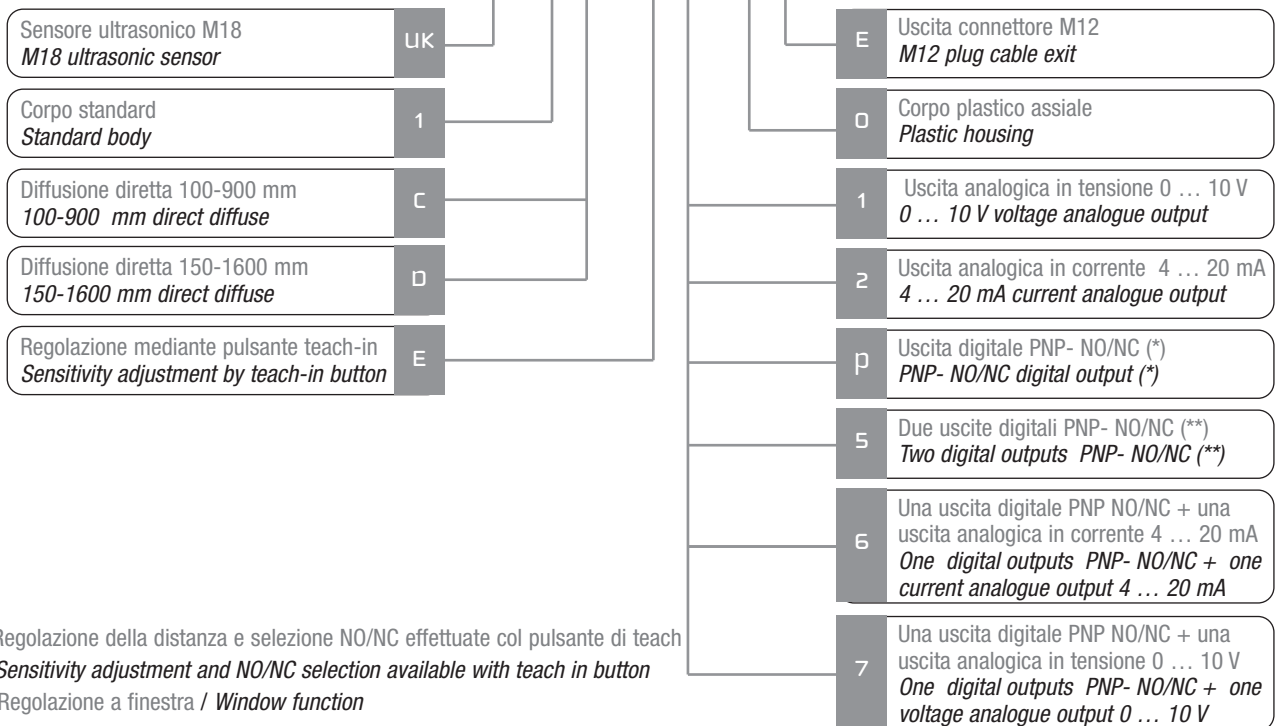 Sensore ultrasonico M18
M18 ultrasonic sensor
UK
Corpo standard
Standard body
1
Diffusione diretta 100-900 mm
100-900 mm direct diffuse
C
Diffusione diretta 150-1600 mm
150-1600 mm direct diffuse
D
Regolazione mediante pulsante teach-in
Sensitivity adjustment by teach-in button
E
E
Uscita connettore M12
M12 plug cable exit
0
Corpo plastico assiale
Plastic housing
1
Uscita analogica in tensione 0 … 10 V
0 … 10 V voltage analogue output
2
Uscita analogica in corrente 4 … 20 mA
4 … 20 mA current analogue output
P
Uscita digitale PNP- NO/NC (*)
PNP- NO/NC digital output (*)
5
Due uscite digitali PNP- NO/NC (**)
Two digital outputs PNP- NO/NC (**)
6
Una uscita digitale PNP NO/NC + una
uscita analogica in corrente 4 … 20 mA
One digital outputs PNP- NO/NC + one
current analogue output 4 … 20 mA
7
Una uscita digitale PNP NO/NC + una
uscita analogica in tensione 0 … 10 V
One digital outputs PNP- NO/NC + one
voltage analogue output 0 … 10 V
Regolazione della distanza e selezione NO/NC effettuate col pulsante di teach
Sensitivity adjustment and NO/NC selection available with teach in button
Regolazione a finestra / Window function